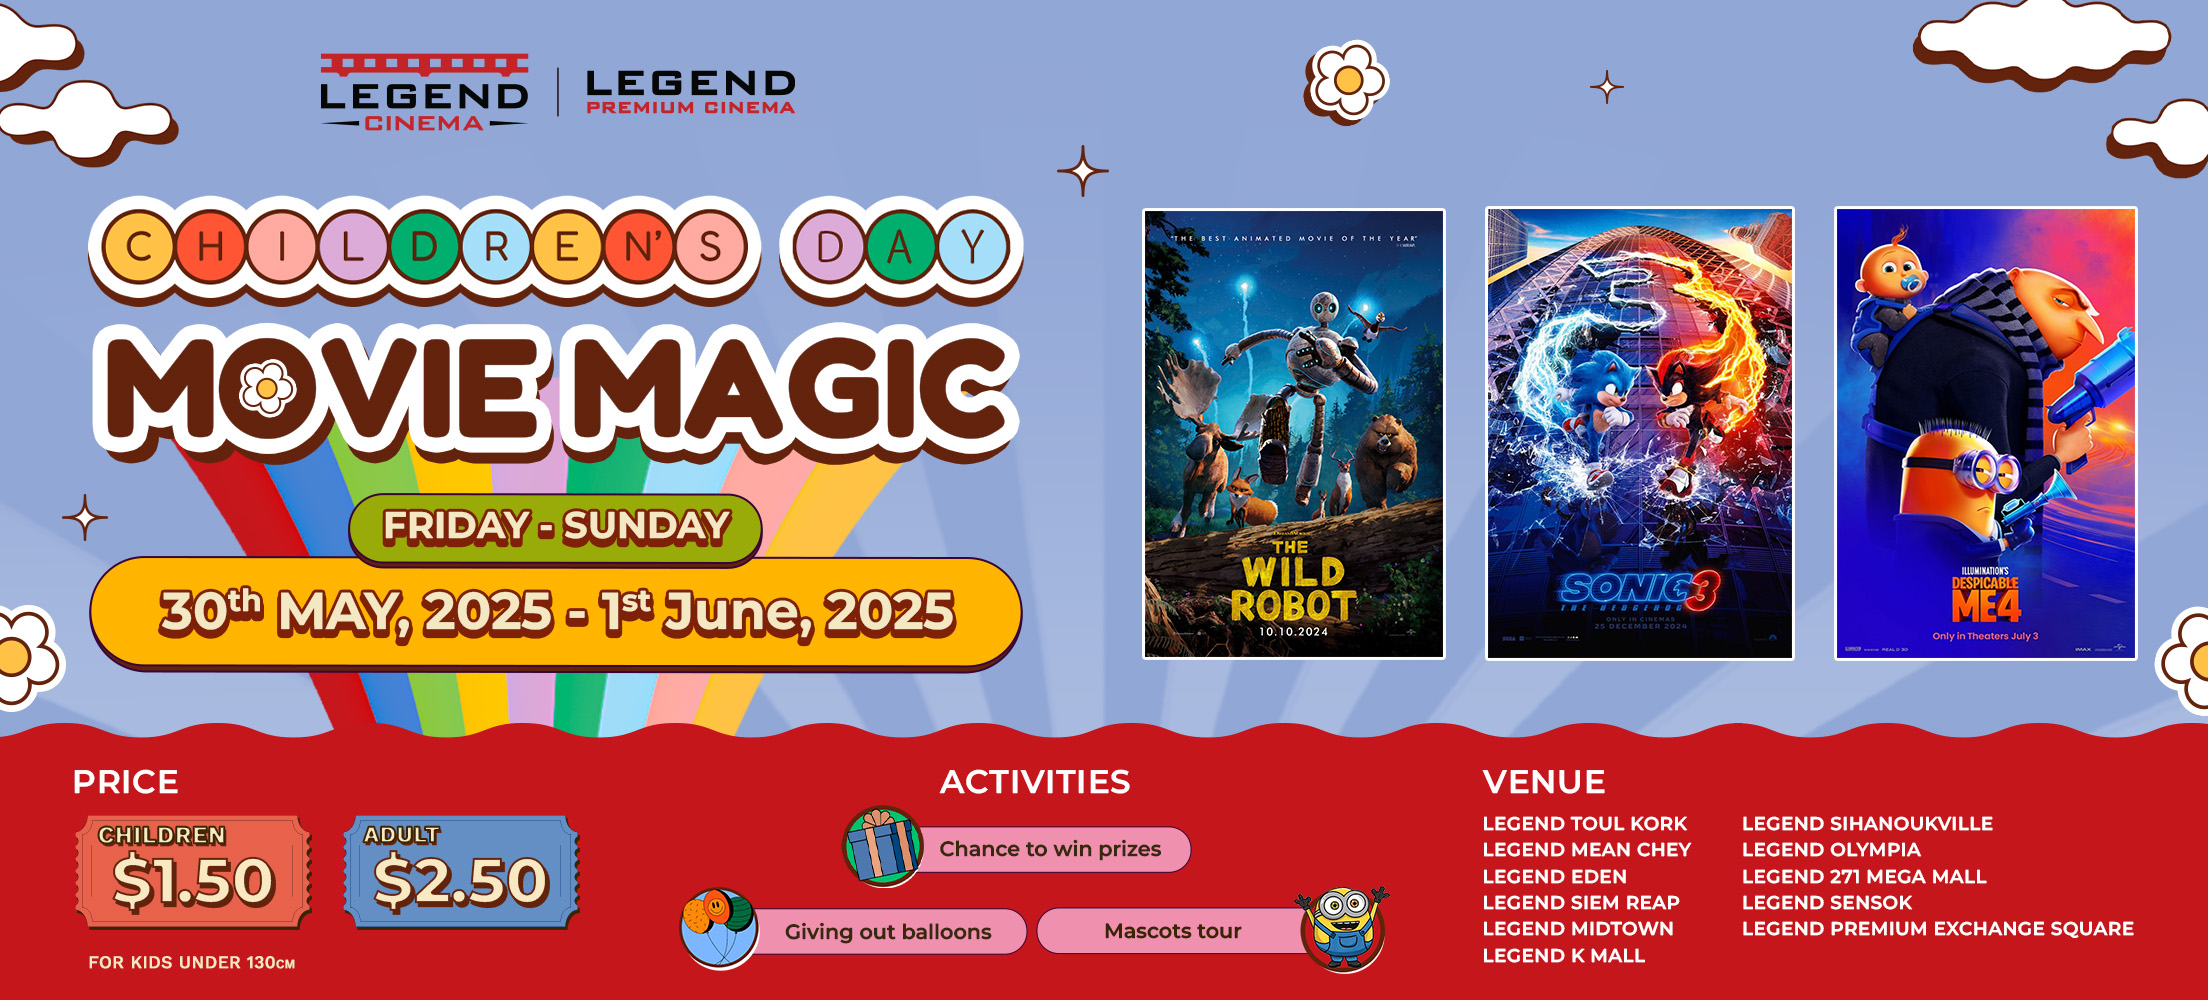 LEGEND
CINEMA
LEGEND
PREMIUM CINEMA
CHILDREN'S DAY
MOVIE MAGIC
FRIDAY - SUNDAY
30th MAY, 2025 - 1st June, 2025
"THE BEST ANIMATED MOVIE OF THE YEAR"
THE
WILD
ROBOT
10.10.2024
SONIC 3
THE HEDGEHOG
ONLY IN CINEMAS
25 DECEMBER 2024
ILLUMINATION'S
DESPICABLE
ME 4
Only in Theaters July 3
REAL D 3D
IMAX
PRICE
CHILDREN
$1.50
ADULT
$2.50
FOR KIDS UNDER 130CM
ACTIVITIES
Chance to win prizes
Giving out balloons
Mascots tour
VENUE
LEGEND TOUL KORK
LEGEND MEAN CHEY
LEGEND EDEN
LEGEND SIEM REAP
LEGEND MIDTOWN
LEGEND K MALL
LEGEND SIHANOUKVILLE
LEGEND OLYMPIA
LEGEND 271 MEGA MALL
LEGEND SENSOK
LEGEND PREMIUM EXCHANGE SQUARE